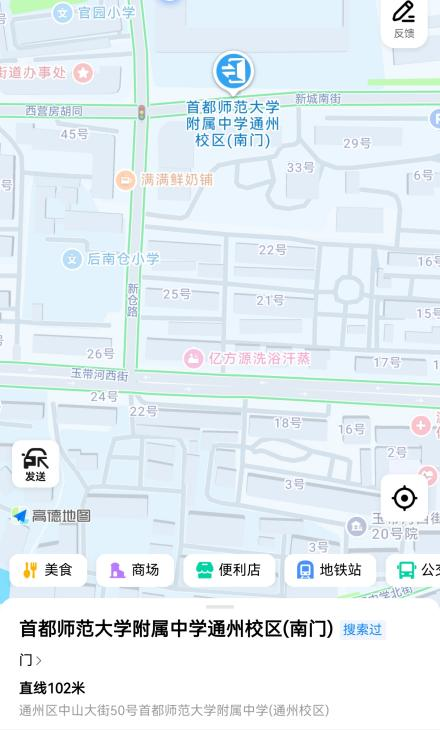 官园小学
街道办事处
反馈
首都师范大学
附属中学通州
校区(南门)
新城南街
西营房胡同
45号
29号
33号
满满鲜奶铺
6号
号
后南仓小学
22号
16号
新仓路
25号
21号
15号
26号
亿方源洗浴汗蒸
17号
玉带河西街
24号
22号
18号
16号
2号
发送
3号
高德地图
20号院
3号
美食
商场
便利店
地铁站
公交
首都师范大学附属中学通州校区(南门) 搜索过
门
直线102米
通州区中山大街50号首都师范大学附属中学(通州校区)